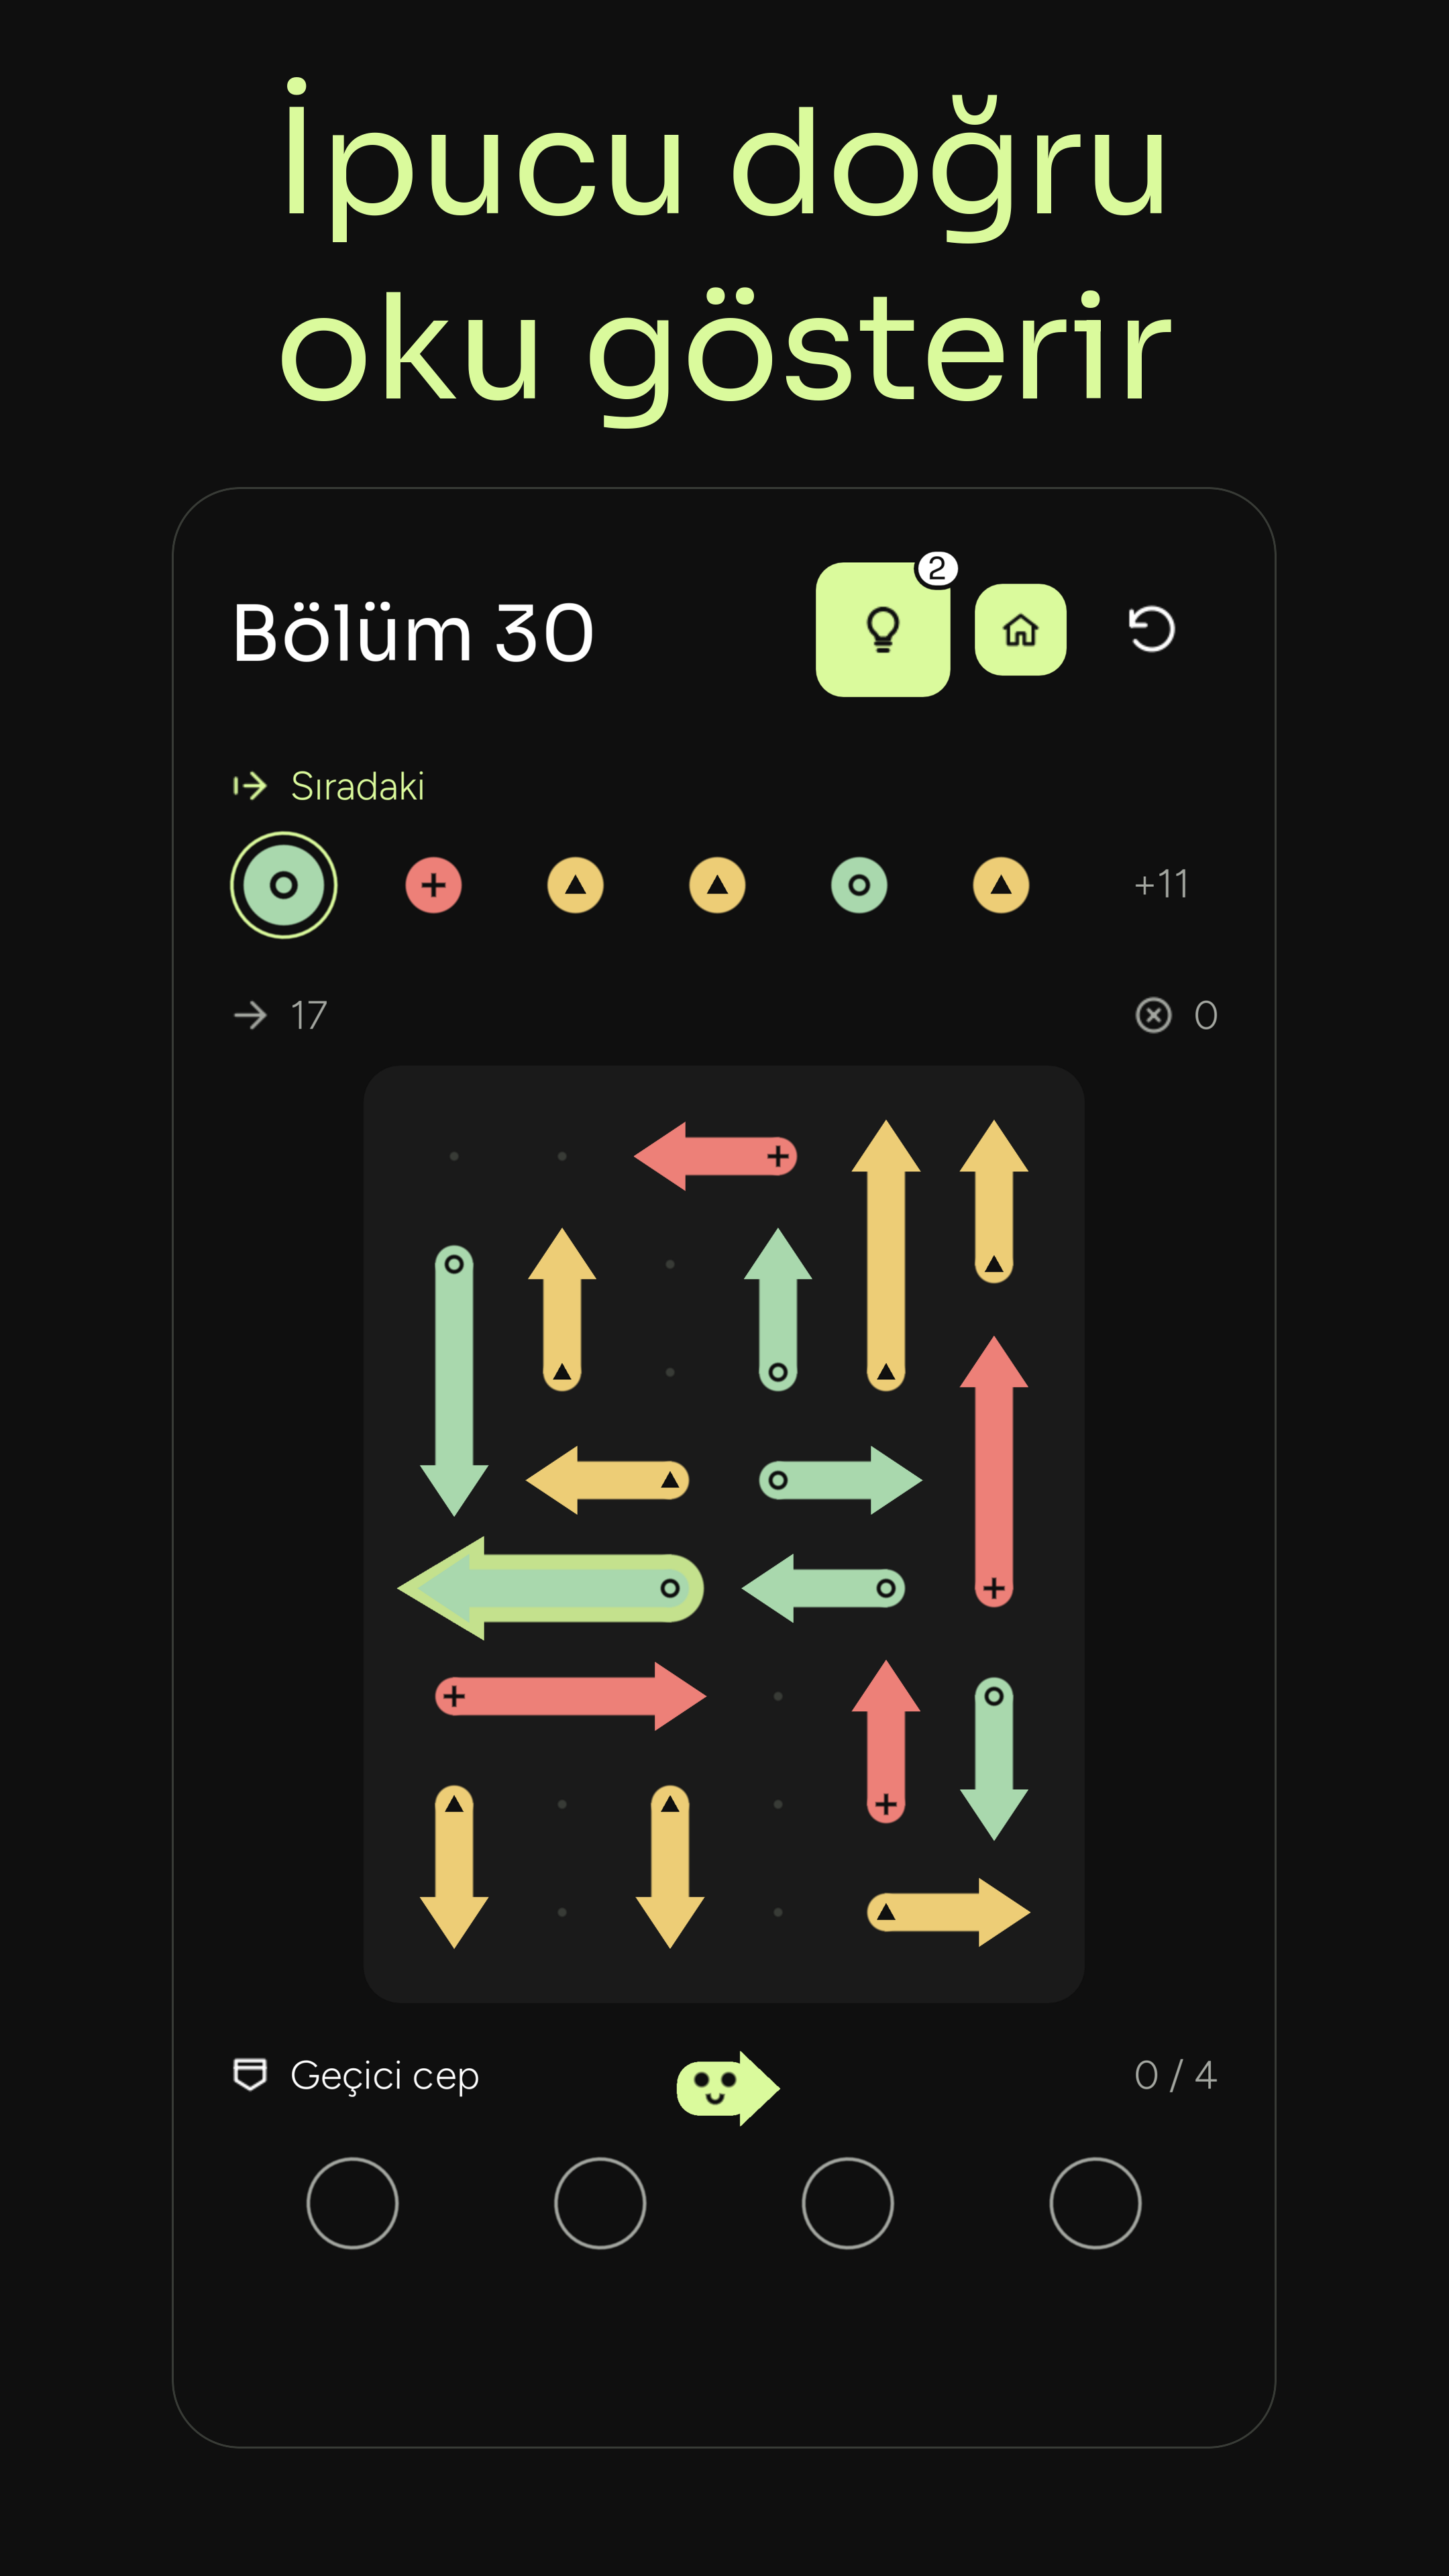 İpucu doğru
oku gösterir
Bölüm 30
2
Sıradaki
+11
17
0
Geçici cep
0 / 4